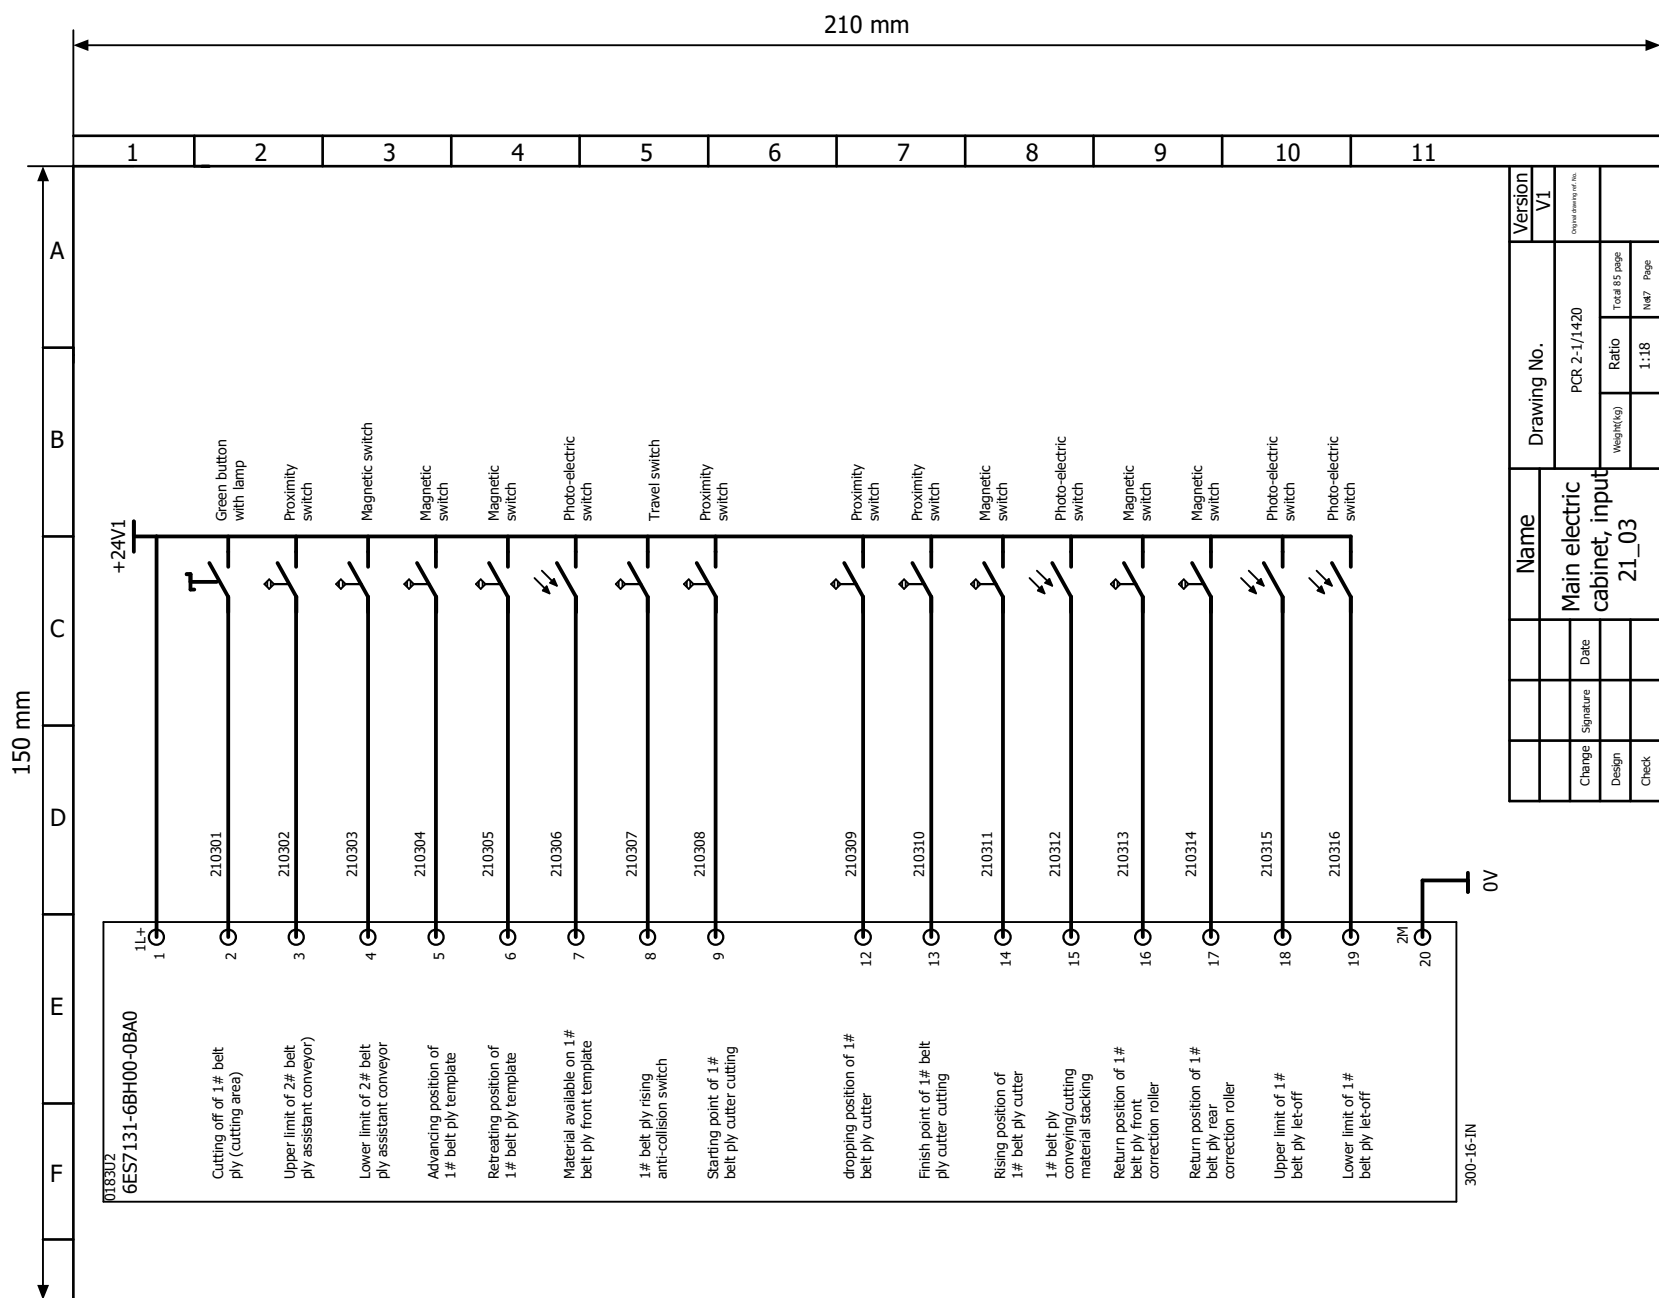 210 mm
150 mm
1 2 3 4 5 6 7 8 9 10 11
A
B
C
D
E
F
+24V1
Green button
with lamp
Proximity
switch
Magnetic switch
Magnetic
switch
Magnetic
switch
Photo-electric
switch
Travel switch
Proximity
switch
Proximity
switch
Proximity
switch
Magnetic
switch
Photo-electric
switch
Magnetic
switch
Magnetic
switch
Photo-electric
switch
Photo-electric
switch
210301
210302
210303
210304
210305
210306
210307
210308
210309
210310
210311
210312
210313
210314
210315
210316
0V
1L+
1
2
3
4
5
6
7
8
9
12
13
14
15
16
17
18
19
2M
20
0183U2
6ES7131-6BH00-0BA0
Cutting off of 1# belt
ply (cutting area)
Upper limit of 2# belt
ply assistant conveyor)
Lower limit of 2# belt
ply assistant conveyor
Advancing position of
1# belt ply template
Retreating position of
1# belt ply template
Material available on 1#
belt ply front template
1# belt ply rising
anti-collision switch
Starting point of 1#
belt ply cutter cutting
dropping position of 1#
belt ply cutter
Finish point of 1# belt
ply cutter cutting
Rising position of
1# belt ply cutter
1# belt ply
conveying/cutting
material stacking
Return position of 1#
belt ply front
correction roller
Return position of 1#
belt ply rear
correction roller
Upper limit of 1#
belt ply let-off
Lower limit of 1#
belt ply let-off
300-16-IN
Name
Main electric
cabinet, input
21_03
Drawing No.
PCR 2-1/1420
Version
V1
Original drawing ref. No.
Weight(kg)
Ratio
Total 85 page
1:18
Page
Change
Signature
Date
Design
Check